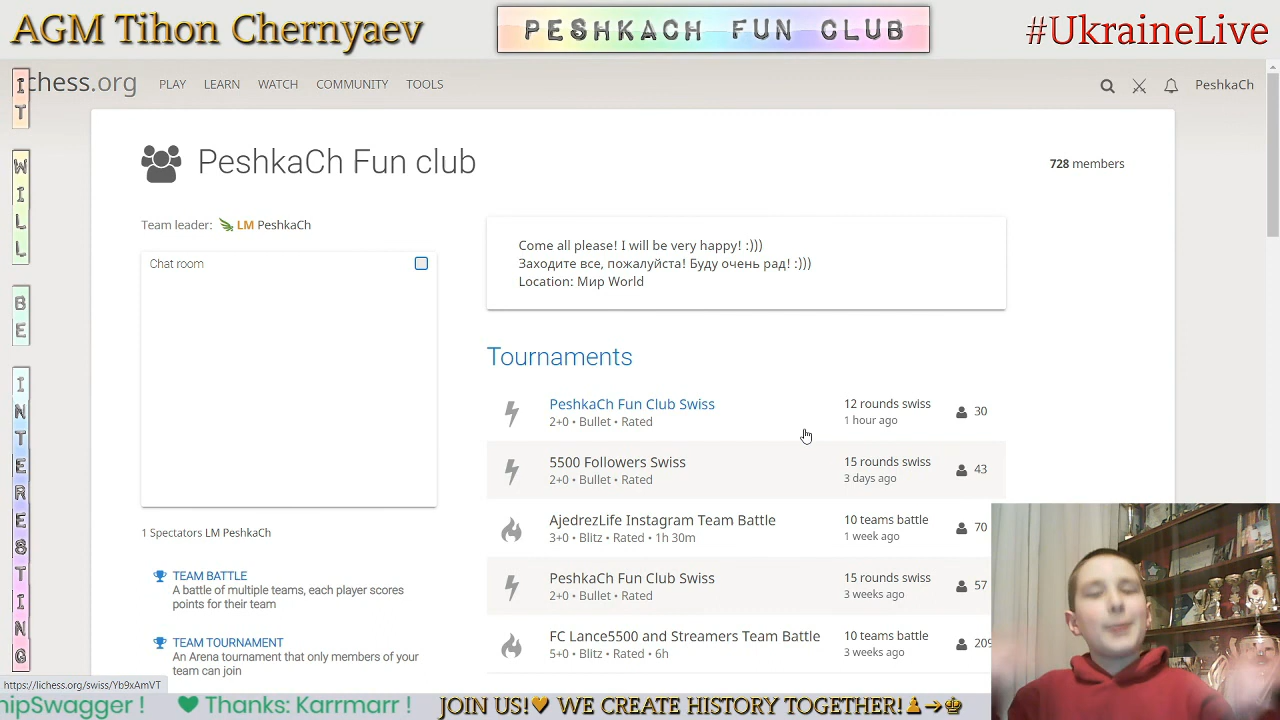 AGM Tihon Chernyaev
PESHKACH FUN CLUB
#UkraineLive
IT WILL BE INTERESTING
chess.org
PLAY LEARN WATCH COMMUNITY TOOLS
PeshkaCh
PeshkaCh Fun club
728 members
Team leader: LM PeshkaCh
Chat room
Come all please! I will be very happy! :)))
Заходите все, пожалуйста! Буду очень рад! :)))
Location: Мир World
Tournaments
PeshkaCh Fun Club Swiss 12 rounds swiss 30
2+0 • Bullet • Rated 1 hour ago
5500 Followers Swiss 15 rounds swiss 43
2+0 • Bullet • Rated 3 days ago
AjedrezLife Instagram Team Battle 10 teams battle 70
3+0 • Blitz • Rated • 1h 30m 1 week ago
PeshkaCh Fun Club Swiss 15 rounds swiss 57
2+0 • Bullet • Rated 3 weeks ago
FC Lance5500 and Streamers Team Battle 10 teams battle 209
5+0 • Blitz • Rated • 6h 3 weeks ago
1 Spectators LM PeshkaCh
TEAM BATTLE
A battle of multiple teams, each player scores
points for their team
TEAM TOURNAMENT
An Arena tournament that only members of your
team can join
https://lichess.org/swiss/Yb9xAmVT
hipSwagger ! Thanks: Karrmarr ! JOIN US! WE CREATE HISTORY TOGETHER!